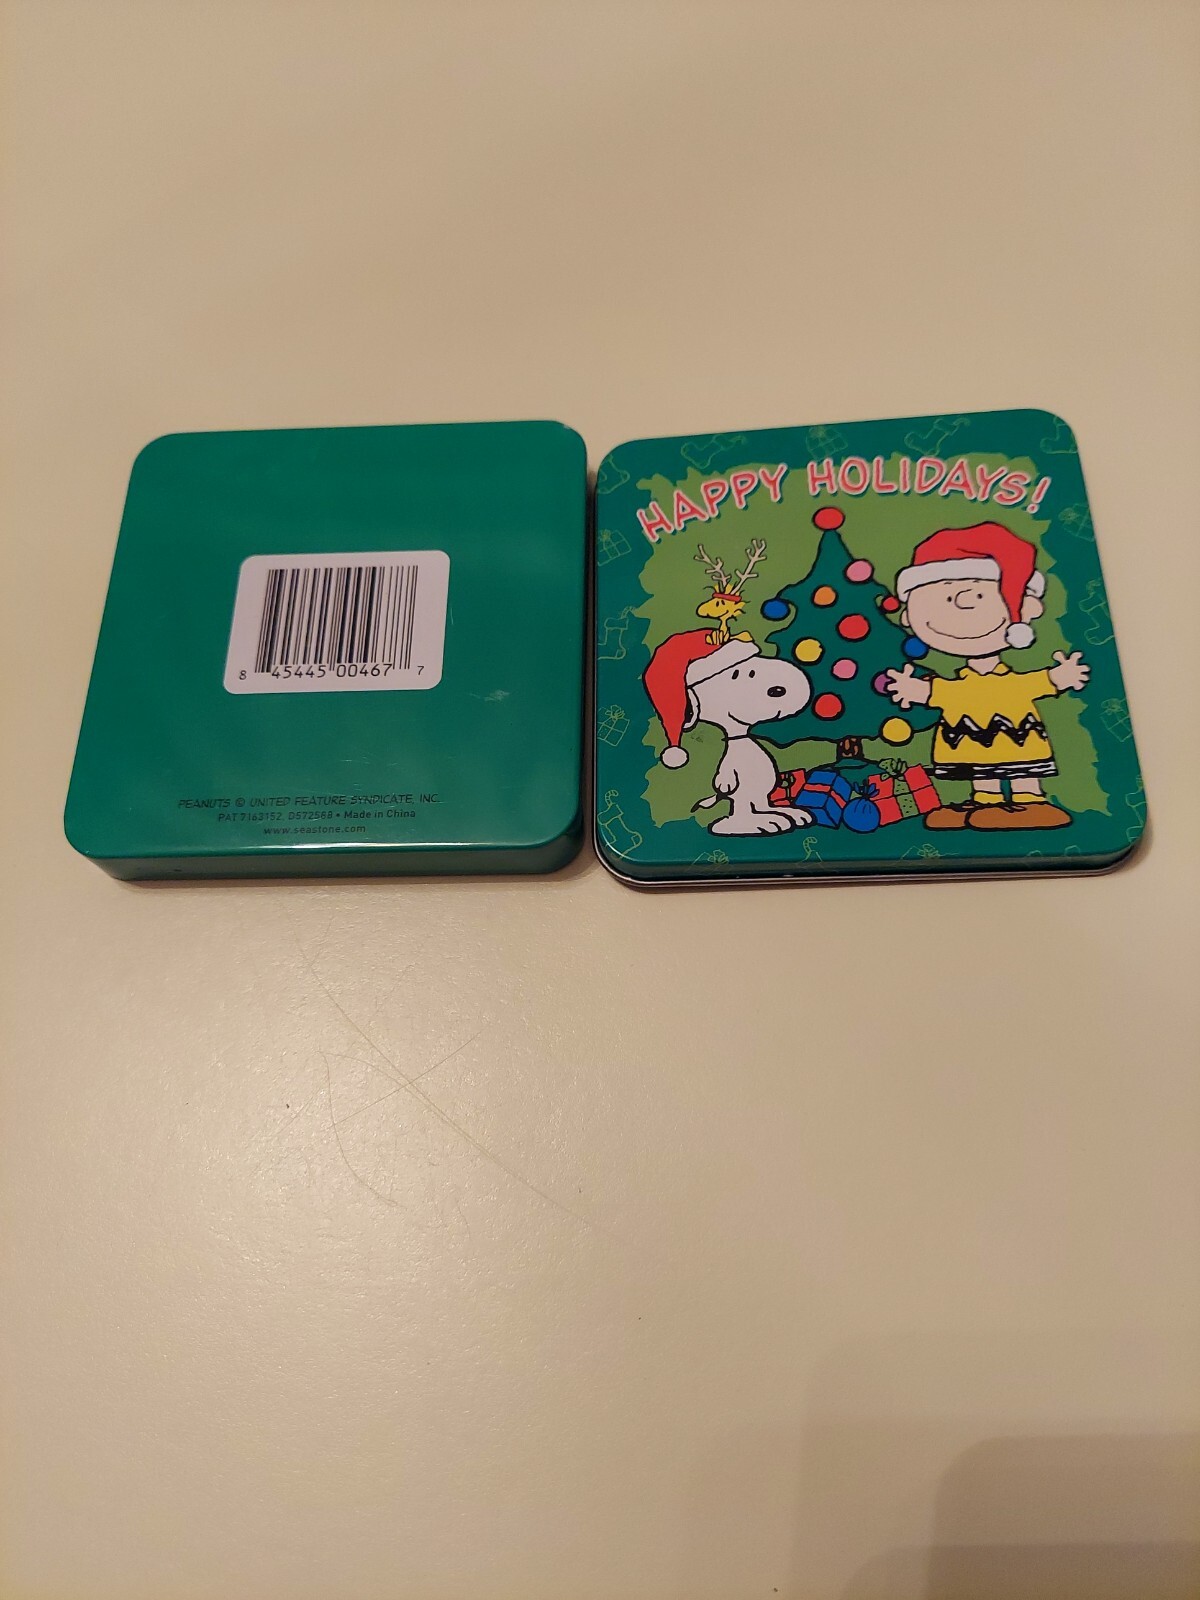 HAPPY HOLIDAYS!
8 45445 00467 7
PEANUTS © UNITED FEATURE SYNDICATE, INC.
PAT 7163152, D572588 • Made in China
www.seastone.com